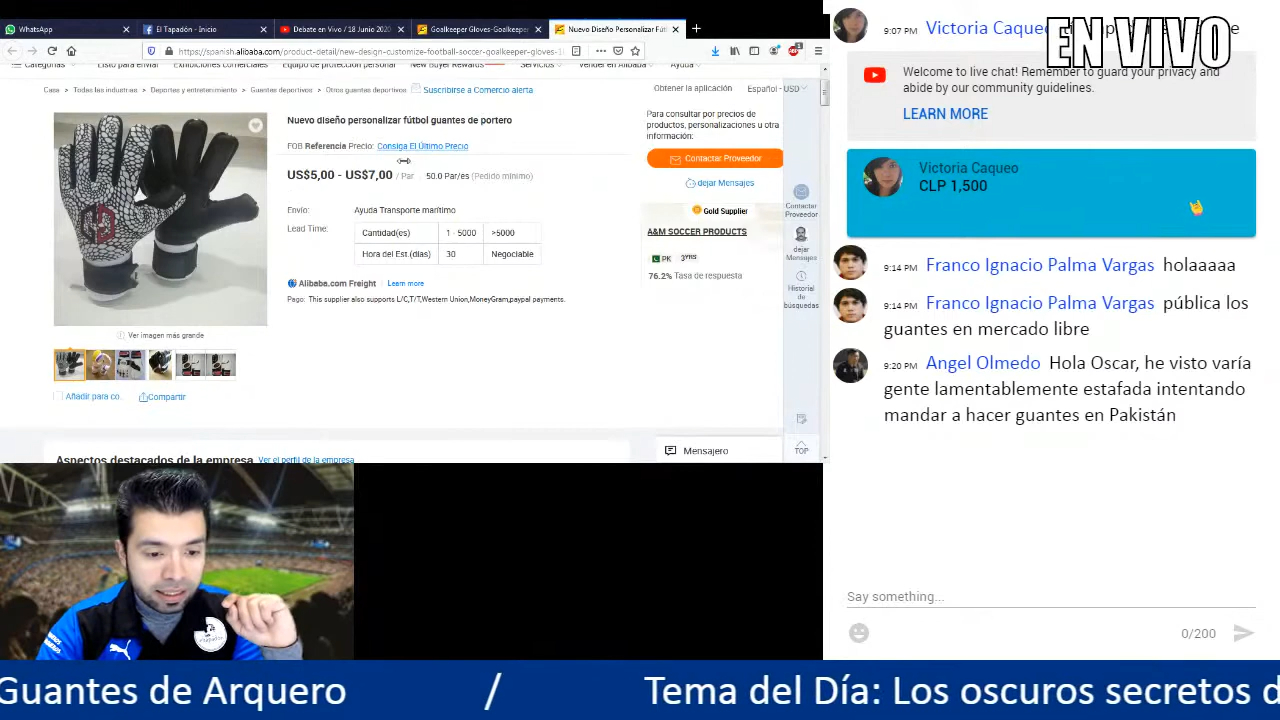 WhatsApp
El Tapadón - Inicio
Debate en Vivo / 18 Junio 2020
Goalkeeper Gloves-Goalkeeper
Nuevo Diseño Personalizar Fút
https://spanish.alibaba.com/product-detail/new-design-customize-football-soccer-goalkeeper-gloves-1
Categorías
Listo para enviar
Exhibiciones comerciales
Equipo de protección personal
New Buyer Rewards
Servicios
Vender en Alibaba
Ayuda
Casa > Todas las industrias > Deportes y entretenimiento > Guantes deportivos > Otros guantes deportivos
Suscribirse a Comercio alerta
Obtener la aplicación
Español - USD
Nuevo diseño personalizar fútbol guantes de portero
FOB Referencia Precio: Consiga El Último Precio
US$5,00 - US$7,00 / Par
50.0 Par/es (Pedido mínimo)
Envío: Ayuda Transporte marítimo
Lead Time:
Cantidad(es) 1 - 5000 >5000
Hora del Est.(días) 30 Negociable
Alibaba.com Freight
Learn more
Pago: This supplier also supports L/C,T/T,Western Union,MoneyGram,paypal payments.
Ver imagen más grande
Añadir para co.
Compartir
Para consultar por precios de
productos, personalizaciones u otra
información:
Contactar Proveedor
dejar Mensajes
Gold Supplier
A&M SOCCER PRODUCTS
PK 3YRS
76.2% Tasa de respuesta
Contactar
Proveedor
dejar
Mensajes
Historial
de
búsquedas
TOP
Mensajero
Aspectos destacados de la empresa
Ver el perfil de la empresa
9:07 PM Victoria Caqueo
EN VIVO
Welcome to live chat! Remember to guard your privacy and
abide by our community guidelines.
LEARN MORE
Victoria Caqueo
CLP 1,500
9:14 PM Franco Ignacio Palma Vargas holaaaaa
9:14 PM Franco Ignacio Palma Vargas pública los
guantes en mercado libre
9:20 PM Angel Olmedo Hola Oscar, he visto varía
gente lamentablemente estafada intentando
mandar a hacer guantes en Pakistán
Say something...
0/200
Guantes de Arquero / Tema del Día: Los oscuros secretos d